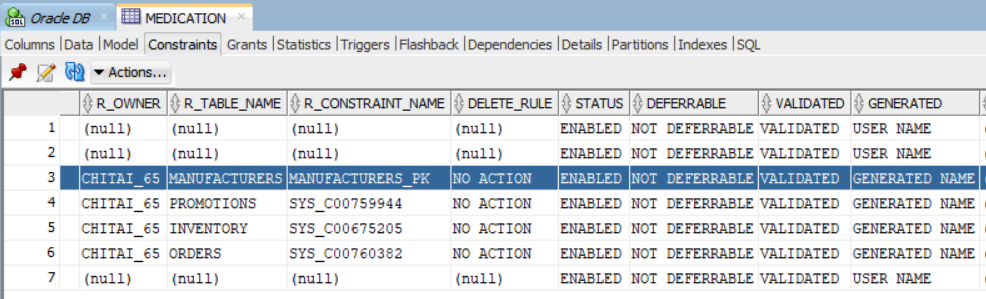 SQL Oracle DB MEDICATION
Columns Data Model Constraints Grants Statistics Triggers Flashback Dependencies Details Partitions Indexes SQL
Actions...
R_OWNER R_TABLE_NAME R_CONSTRAINT_NAME DELETE_RULE STATUS DEFERRABLE VALIDATED GENERATED
1 (null) (null) (null) (null) ENABLED NOT DEFERRABLE VALIDATED USER NAME
2 (null) (null) (null) (null) ENABLED NOT DEFERRABLE VALIDATED USER NAME
3 CHITAI_65 MANUFACTURERS MANUFACTURERS_PK NO ACTION ENABLED NOT DEFERRABLE VALIDATED GENERATED NAME
4 CHITAI_65 PROMOTIONS SYS_C00759944 NO ACTION ENABLED NOT DEFERRABLE VALIDATED GENERATED NAME
5 CHITAI_65 INVENTORY SYS_C00675205 NO ACTION ENABLED NOT DEFERRABLE VALIDATED GENERATED NAME
6 CHITAI_65 ORDERS SYS_C00760382 NO ACTION ENABLED NOT DEFERRABLE VALIDATED GENERATED NAME
7 (null) (null) (null) (null) ENABLED NOT DEFERRABLE VALIDATED USER NAME